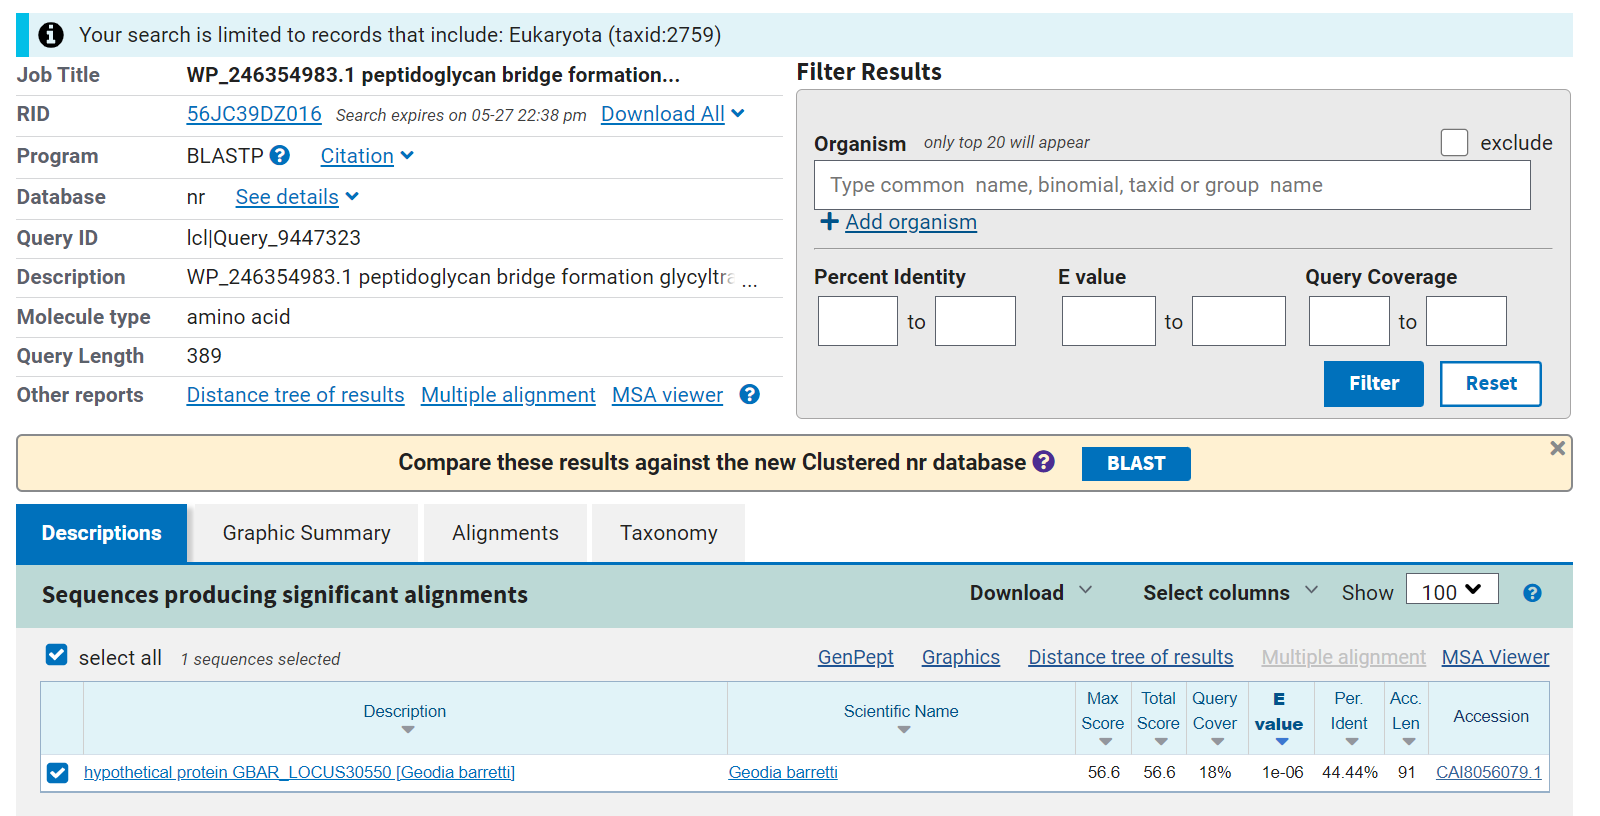 Your search is limited to records that include: Eukaryota (taxid:2759)
Job Title WP_246354983.1 peptidoglycan bridge formation...
RID 56JC39DZ016 Search expires on 05-27 22:38 pm Download All
Program BLASTP Citation
Database nr See details
Query ID lcl|Query_9447323
Description WP_246354983.1 peptidoglycan bridge formation glycyltra ...
Molecule type amino acid
Query Length 389
Other reports Distance tree of results Multiple alignment MSA viewer
Filter Results
Organism only top 20 will appear exclude
Type common name, binomial, taxid or group name
Add organism
Percent Identity E value Query Coverage
to to to
Filter Reset
Compare these results against the new Clustered nr database BLAST
Descriptions Graphic Summary Alignments Taxonomy
Sequences producing significant alignments Download Select columns Show 100
select all 1 sequences selected GenPept Graphics Distance tree of results Multiple alignment MSA Viewer
Description Scientific Name Max Score Total Score Query Cover E value Per. Ident Acc. Len Accession
hypothetical protein GBAR_LOCUS30550 [Geodia barretti] Geodia barretti 56.6 56.6 18% 1e-06 44.44% 91 CAI8056079.1